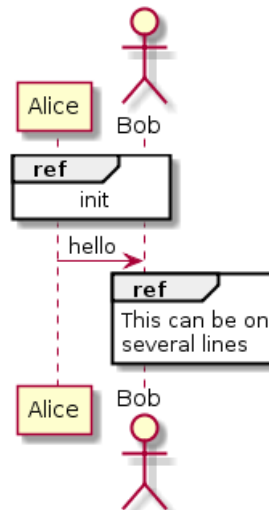 Alice
Bob
ref
init
hello
ref
This can be on
several lines
Alice
Bob